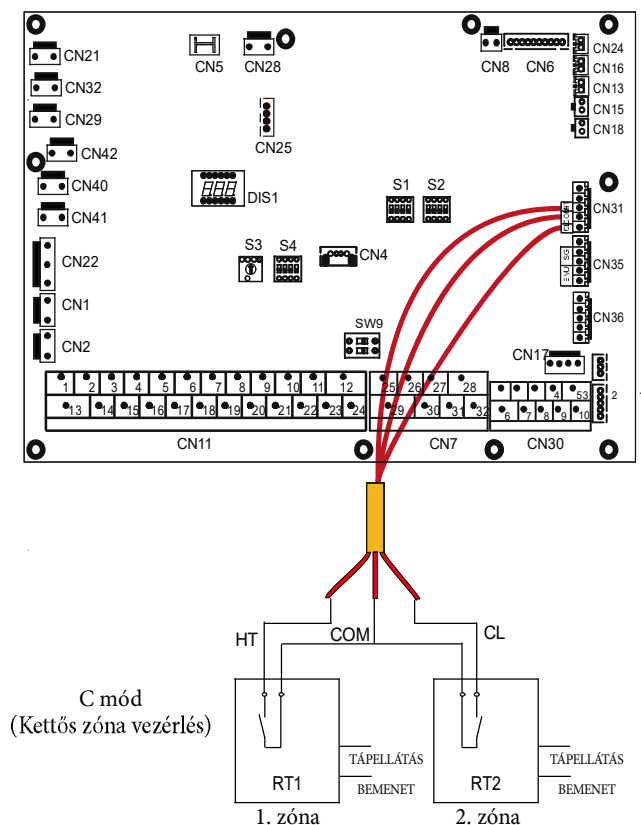 CN21
CN5
CN28
CN8
CN6
CN24
CN16
CN13
CN15
CN18
CN32
CN29
CN25
CN42
CN40
DIS1
S1
S2
CN31
CN41
CN22
S3
S4
CN4
SG
EVU
CN35
CN1
CN36
CN2
SW9
CN17
1 2 3 4 5 6 7 8 9 10 11 12
25 26 27 28
4 53
2
13 14 15 16 17 18 19 20 21 22 23 24
29 30 31 32
6 7 8 9 10
CN11
CN7
CN30
HT
COM
CL
C mód
(Kettős zóna vezérlés)
RT1
TÁPELLÁTÁS
BEMENET
RT2
TÁPELLÁTÁS
BEMENET
1. zóna
2. zóna